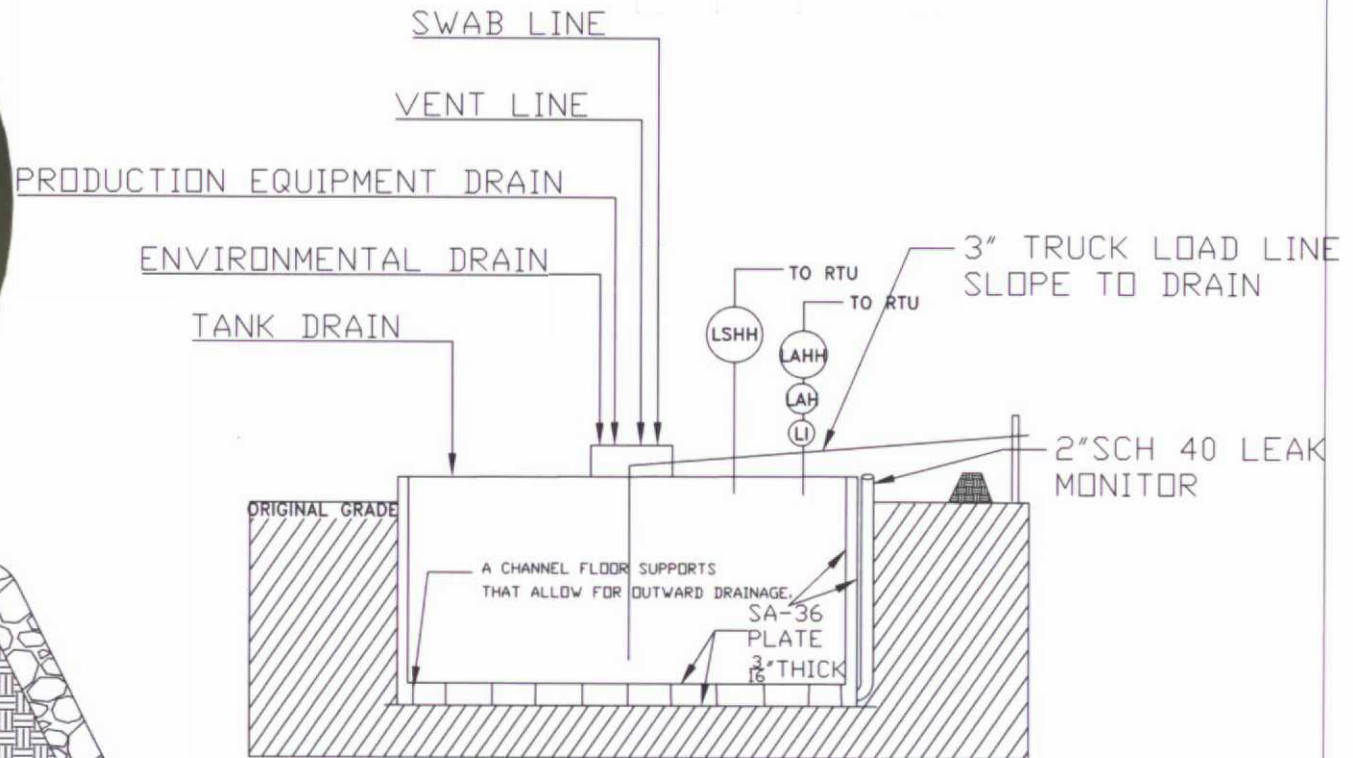 SWAB LINE
VENT LINE
PRODUCTION EQUIPMENT DRAIN
ENVIRONMENTAL DRAIN
TANK DRAIN
TO RTU
TO RTU
3" TRUCK LOAD LINE
SLOPE TO DRAIN
LSHH
LAHH
LAH
LI
2"SCH 40 LEAK
MONITOR
ORIGINAL GRADE
A CHANNEL FLOOR SUPPORTS
THAT ALLOW FOR OUTWARD DRAINAGE.
SA-36
PLATE
3/16"THICK